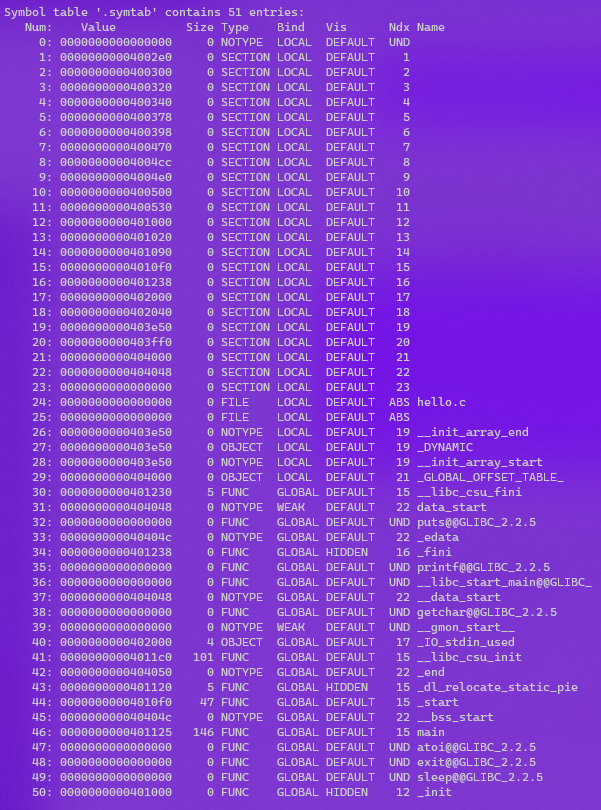 Symbol table '.symtab' contains 51 entries:
   Num:    Value          Size Type    Bind   Vis      Ndx Name
     0: 0000000000000000     0 NOTYPE  LOCAL  DEFAULT  UND
     1: 00000000004002e0     0 SECTION LOCAL  DEFAULT    1
     2: 0000000000400300     0 SECTION LOCAL  DEFAULT    2
     3: 0000000000400320     0 SECTION LOCAL  DEFAULT    3
     4: 0000000000400340     0 SECTION LOCAL  DEFAULT    4
     5: 0000000000400378     0 SECTION LOCAL  DEFAULT    5
     6: 0000000000400398     0 SECTION LOCAL  DEFAULT    6
     7: 0000000000400470     0 SECTION LOCAL  DEFAULT    7
     8: 00000000004004cc     0 SECTION LOCAL  DEFAULT    8
     9: 00000000004004e0     0 SECTION LOCAL  DEFAULT    9
    10: 0000000000400500     0 SECTION LOCAL  DEFAULT   10
    11: 0000000000400530     0 SECTION LOCAL  DEFAULT   11
    12: 0000000000401000     0 SECTION LOCAL  DEFAULT   12
    13: 0000000000401020     0 SECTION LOCAL  DEFAULT   13
    14: 0000000000401090     0 SECTION LOCAL  DEFAULT   14
    15: 00000000004010f0     0 SECTION LOCAL  DEFAULT   15
    16: 0000000000401238     0 SECTION LOCAL  DEFAULT   16
    17: 0000000000402000     0 SECTION LOCAL  DEFAULT   17
    18: 0000000000402040     0 SECTION LOCAL  DEFAULT   18
    19: 0000000000403e50     0 SECTION LOCAL  DEFAULT   19
    20: 0000000000403ff0     0 SECTION LOCAL  DEFAULT   20
    21: 0000000000404000     0 SECTION LOCAL  DEFAULT   21
    22: 0000000000404048     0 SECTION LOCAL  DEFAULT   22
    23: 0000000000000000     0 SECTION LOCAL  DEFAULT   23
    24: 0000000000000000     0 FILE    LOCAL  DEFAULT  ABS hello.c
    25: 0000000000000000     0 FILE    LOCAL  DEFAULT  ABS
    26: 0000000000403e50     0 NOTYPE  LOCAL  DEFAULT   19 __init_array_end
    27: 0000000000403e50     0 OBJECT  LOCAL  DEFAULT   19 _DYNAMIC
    28: 0000000000403e50     0 NOTYPE  LOCAL  DEFAULT   19 __init_array_start
    29: 0000000000404000     0 OBJECT  LOCAL  DEFAULT   21 _GLOBAL_OFFSET_TABLE_
    30: 0000000000401230     5 FUNC    GLOBAL DEFAULT   15 __libc_csu_fini
    31: 0000000000404048     0 NOTYPE  WEAK   DEFAULT   22 data_start
    32: 0000000000000000     0 FUNC    GLOBAL DEFAULT  UND puts@@GLIBC_2.2.5
    33: 000000000040404c     0 NOTYPE  GLOBAL DEFAULT   22 _edata
    34: 0000000000401238     0 FUNC    GLOBAL HIDDEN    16 _fini
    35: 0000000000000000     0 FUNC    GLOBAL DEFAULT  UND printf@@GLIBC_2.2.5
    36: 0000000000000000     0 FUNC    GLOBAL DEFAULT  UND __libc_start_main@@GLIBC_
    37: 0000000000404048     0 NOTYPE  GLOBAL DEFAULT   22 __data_start
    38: 0000000000000000     0 FUNC    GLOBAL DEFAULT  UND getchar@@GLIBC_2.2.5
    39: 0000000000000000     0 NOTYPE  WEAK   DEFAULT  UND __gmon_start__
    40: 0000000000402000     4 OBJECT  GLOBAL DEFAULT   17 _IO_stdin_used
    41: 00000000004011c0   101 FUNC    GLOBAL DEFAULT   15 __libc_csu_init
    42: 0000000000404050     0 NOTYPE  GLOBAL DEFAULT   22 _end
    43: 0000000000401120     5 FUNC    GLOBAL HIDDEN    15 _dl_relocate_static_pie
    44: 00000000004010f0    47 FUNC    GLOBAL DEFAULT   15 _start
    45: 000000000040404c     0 NOTYPE  GLOBAL DEFAULT   22 __bss_start
    46: 0000000000401125   146 FUNC    GLOBAL DEFAULT   15 main
    47: 0000000000000000     0 FUNC    GLOBAL DEFAULT  UND atoi@@GLIBC_2.2.5
    48: 0000000000000000     0 FUNC    GLOBAL DEFAULT  UND exit@@GLIBC_2.2.5
    49: 0000000000000000     0 FUNC    GLOBAL DEFAULT  UND sleep@@GLIBC_2.2.5
    50: 0000000000401000     0 FUNC    GLOBAL HIDDEN    12 _init